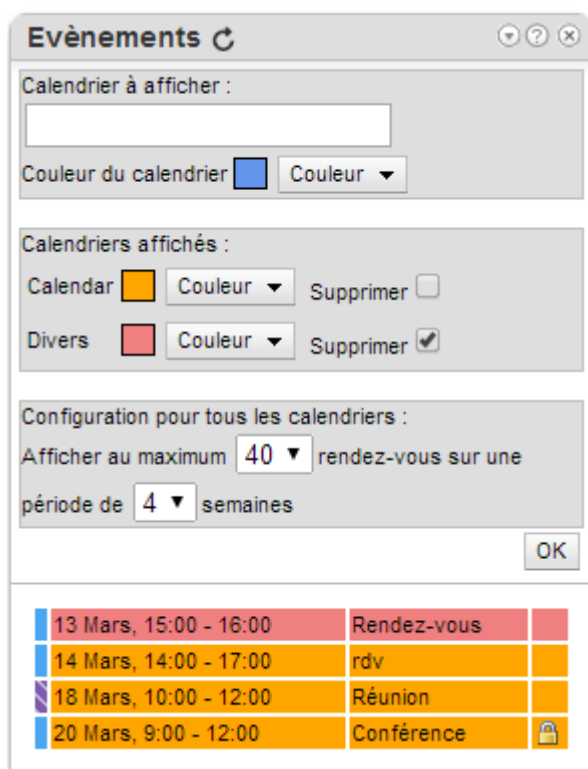 Evènements
Calendrier à afficher :
Couleur du calendrier Couleur
Calendriers affichés :
Calendar Couleur Supprimer
Divers Couleur Supprimer
Configuration pour tous les calendriers :
Afficher au maximum 40 rendez-vous sur une
période de 4 semaines
OK
13 Mars, 15:00 - 16:00 Rendez-vous
14 Mars, 14:00 - 17:00 rdv
18 Mars, 10:00 - 12:00 Réunion
20 Mars, 9:00 - 12:00 Conférence